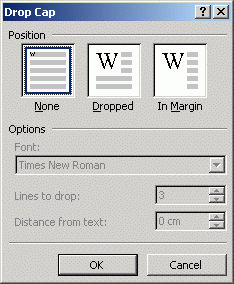 Drop Cap
Position
W W W
None Dropped In Margin
Options
Font:
Times New Roman
Lines to drop: 3
Distance from text: 0 cm
OK Cancel